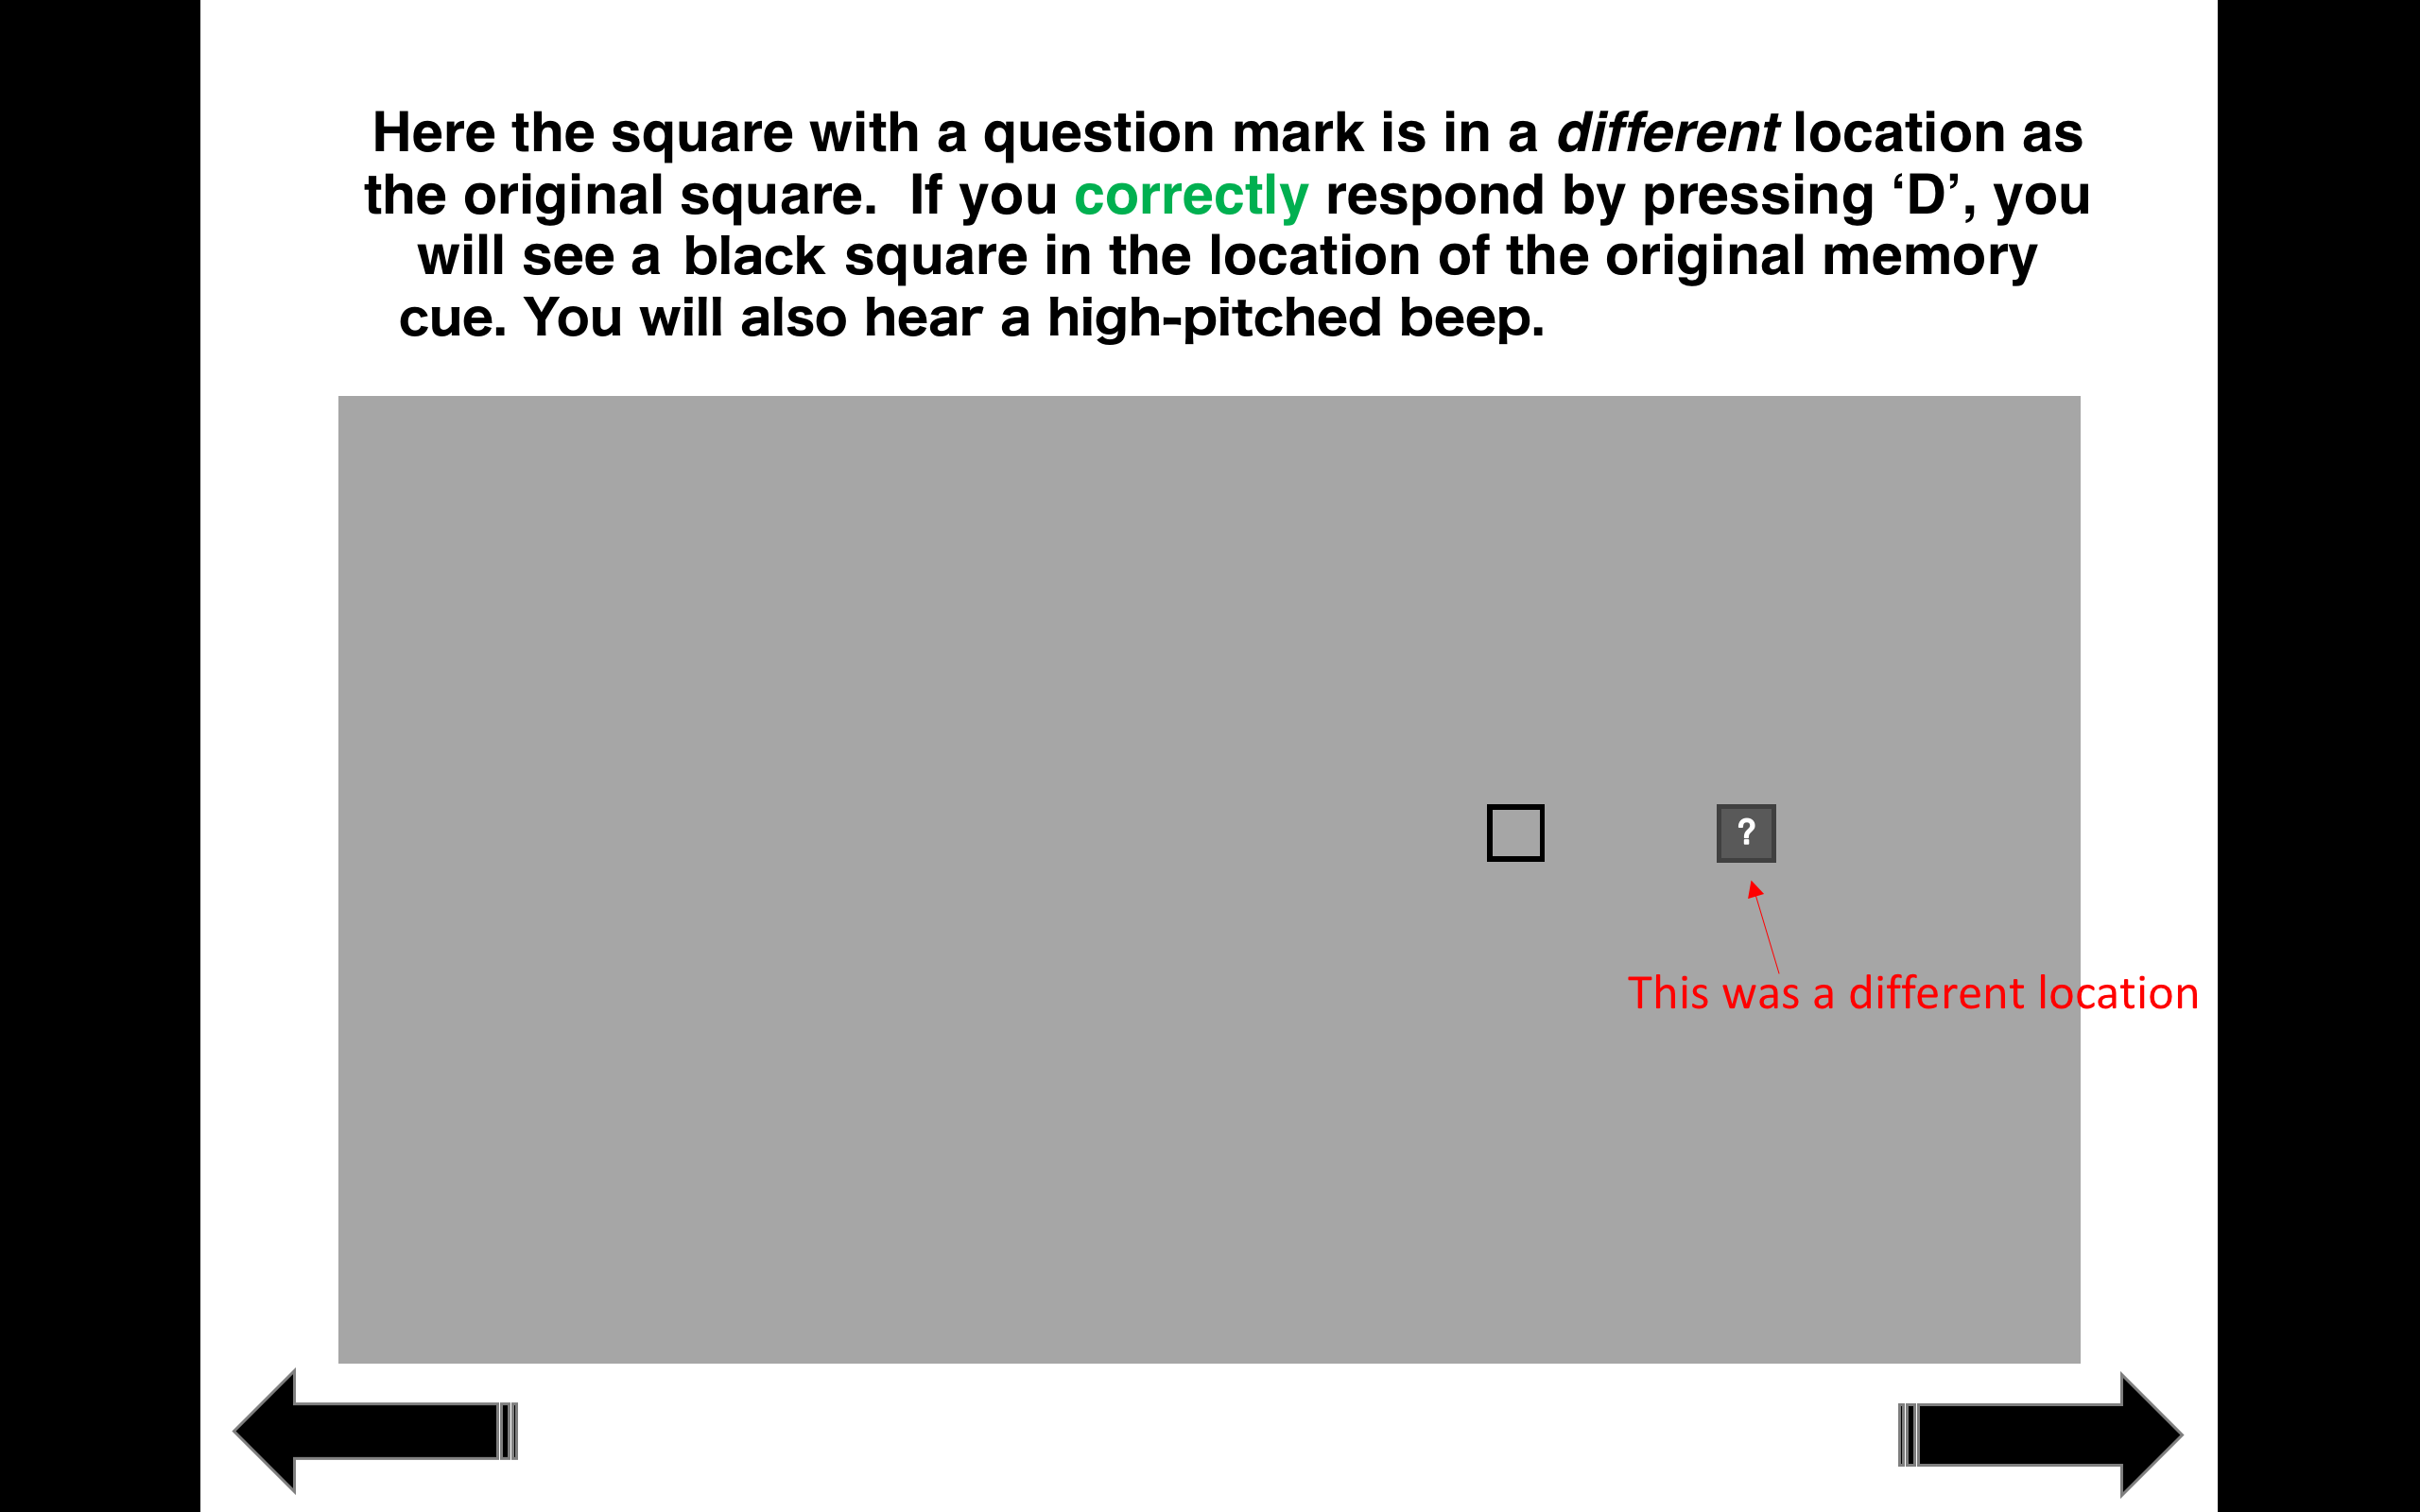 Here the square with a question mark is in a different location as
the original square.  If you correctly respond by pressing ‘D’, you
will see a black square in the location of the original memory
cue. You will also hear a high-pitched beep.
?
This was a different location